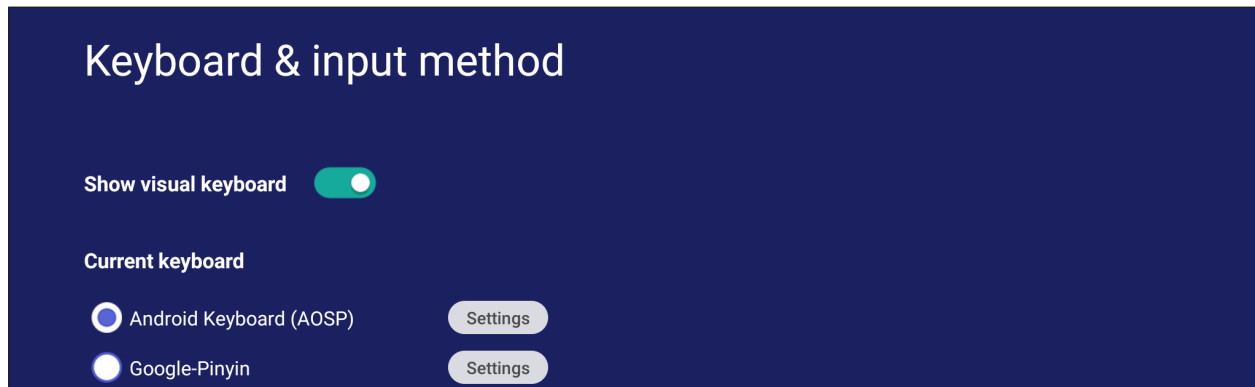 Keyboard & input method
Show visual keyboard
Current keyboard
Android Keyboard (AOSP) Settings
Google-Pinyin Settings